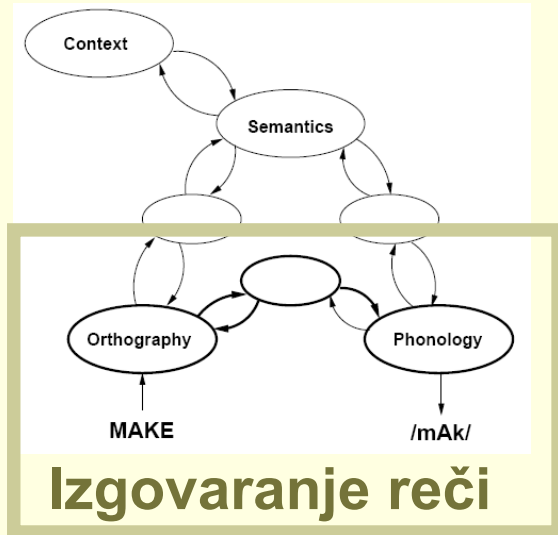 Context
Semantics
Orthography
Phonology
MAKE
/mAk/
Izgovaranje reči